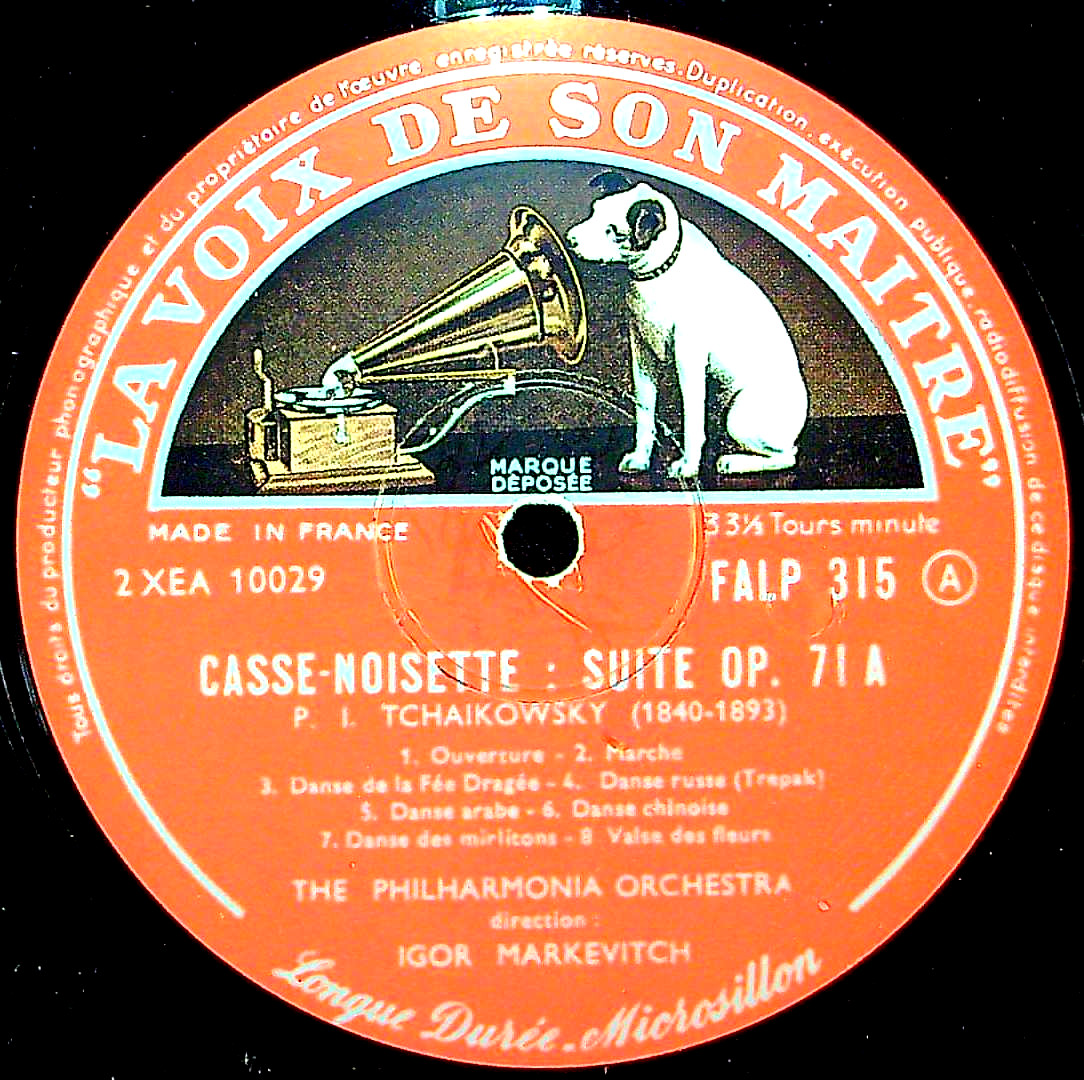 Tous droits du producteur phonographique et du propriétaire de l'œuvre enregistrée réservés. Duplication, exécution publique, radiodiffusion de ce disque interdites
"LA VOIX DE SON MAITRE"
MARQUE
DÉPOSÉE
MADE IN FRANCE
33⅓ Tours minute
2 XEA 10029
FALP 315 A
CASSE-NOISETTE : SUITE OP. 71 A
P. I. TCHAIKOWSKY (1840-1893)
1. Ouverture - 2. Marche
3. Danse de la Fée Dragée - 4. Danse russe (Trepak)
5. Danse arabe - 6. Danse chinoise
7. Danse des mirlitons - 8 Valse des fleurs
THE PHILHARMONIA ORCHESTRA
direction :
IGOR MARKEVITCH
Longue Durée - Microsillon